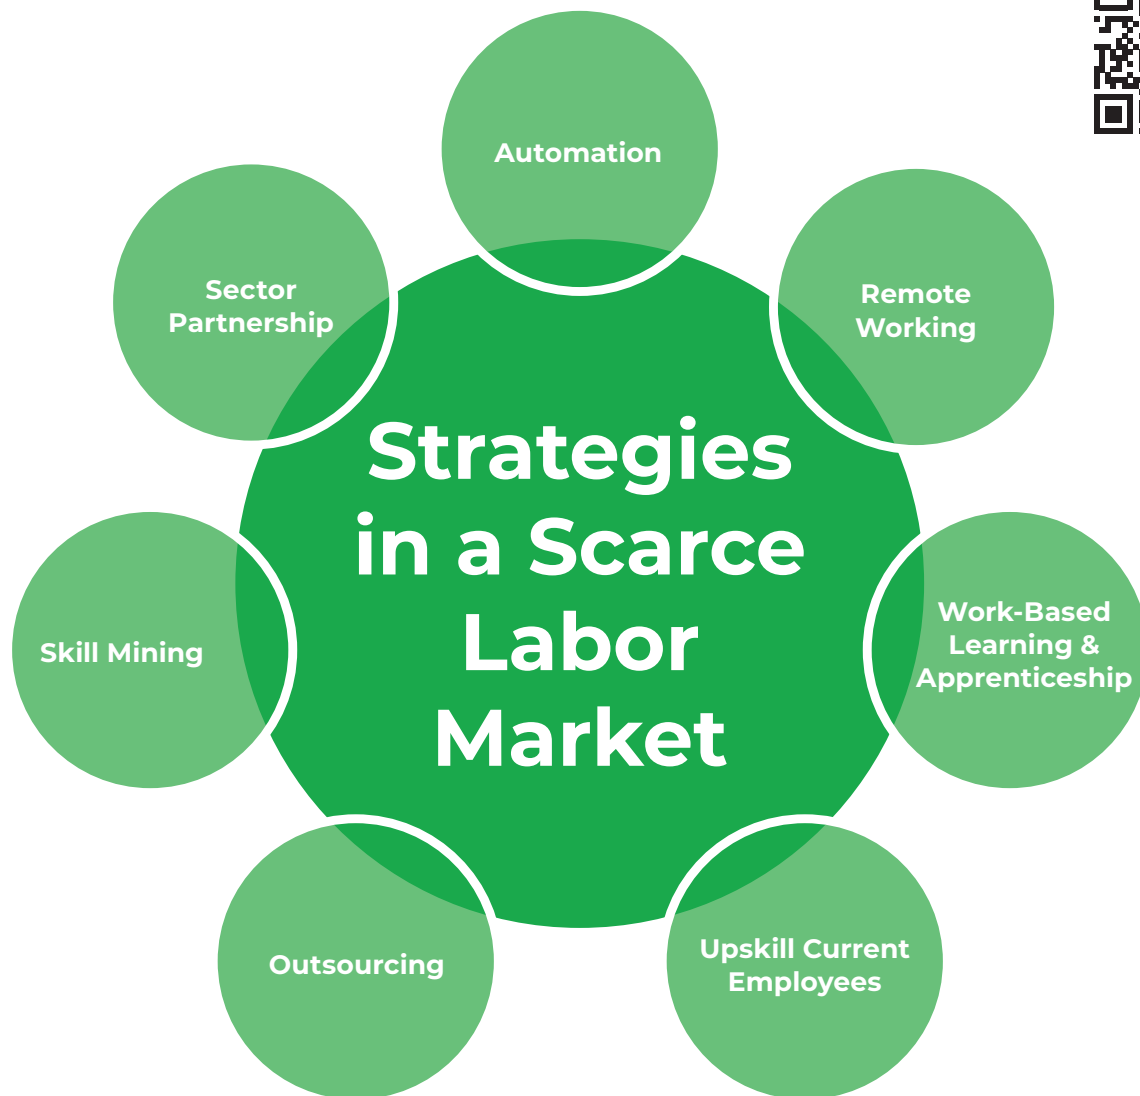 Automation
Sector
Partnership
Remote
Working
Strategies
in a Scarce
Labor
Market
Skill Mining
Work-Based
Learning &
Apprenticeship
Outsourcing
Upskill Current
Employees